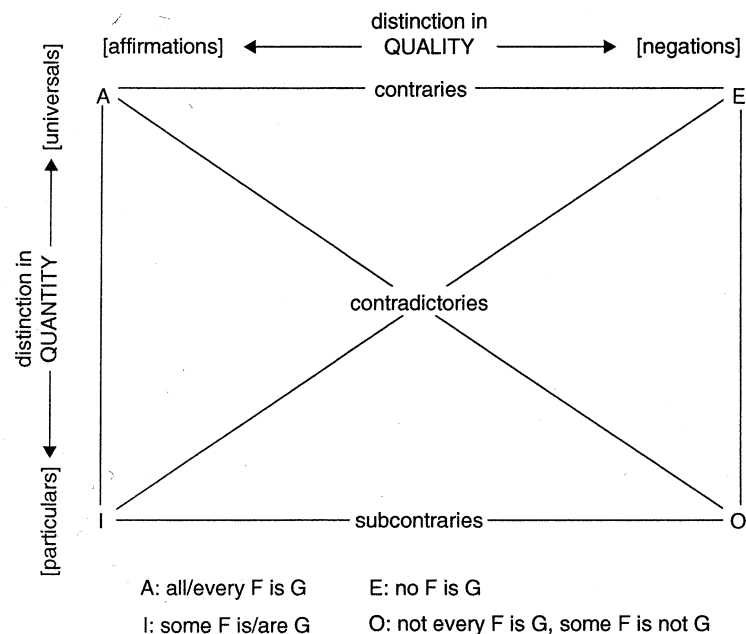 distinction in
[affirmations] QUALITY [negations]
A contraries E
[universals]
distinction in
QUANTITY
[particulars]
contradictories
I subcontraries O
A: all/every F is G E: no F is G
I: some F is/are G O: not every F is G, some F is not G